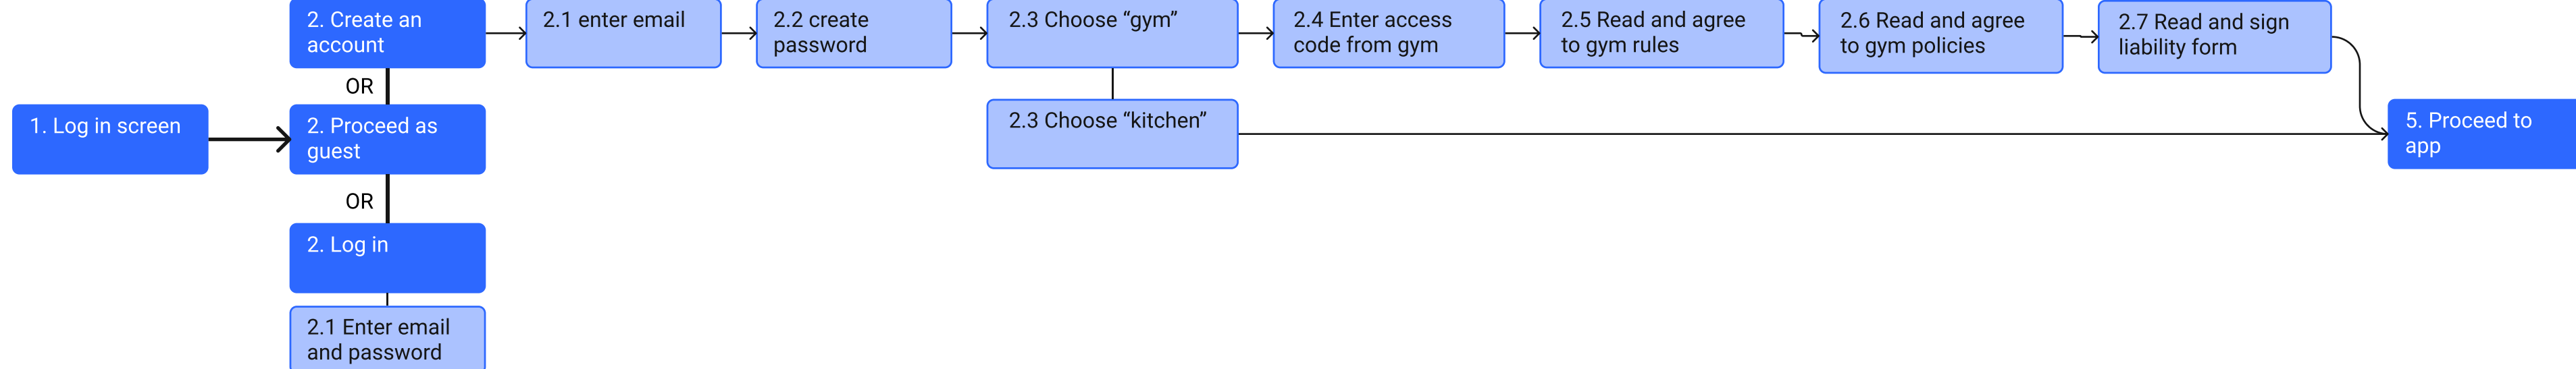 2. Create an
account
2.1 enter email
2.2 create
password
2.3 Choose “gym”
2.4 Enter access
code from gym
2.5 Read and agree
to gym rules
2.6 Read and agree
to gym policies
2.7 Read and sign
liability form
OR
1. Log in screen
2. Proceed as
guest
2.3 Choose “kitchen”
5. Proceed to
app
OR
2. Log in
2.1 Enter email
and password